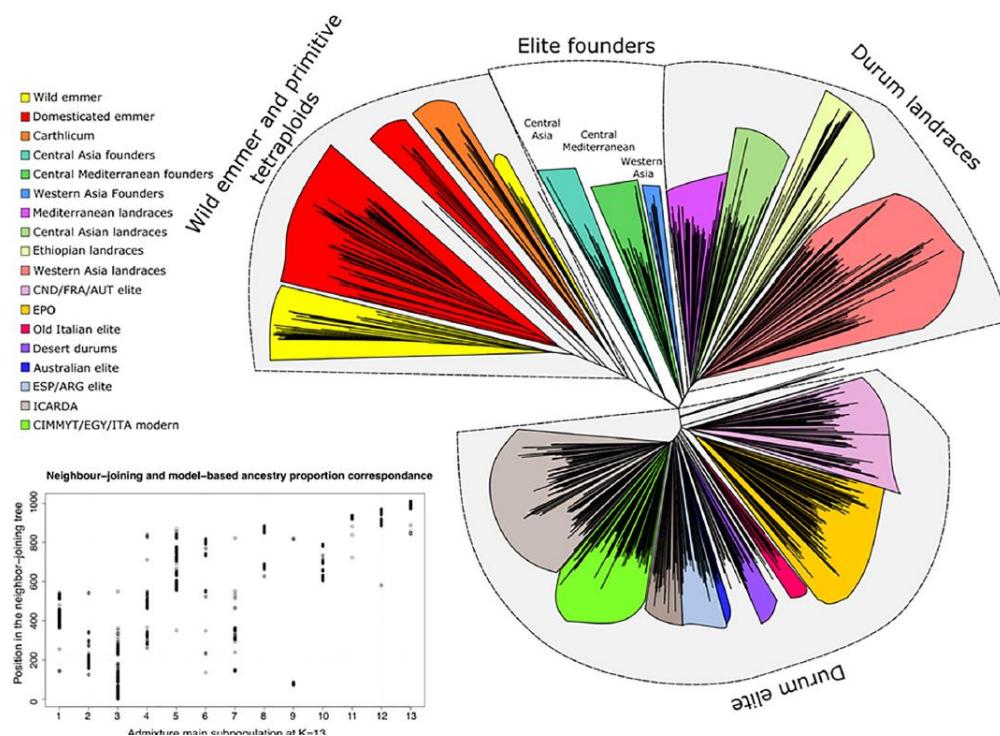 Elite founders
Wild emmer and primitive
tetraploids
Durum landraces
Central
Asia
Central
Mediterranean
Western
Asia
Wild emmer
Domesticated emmer
Carthlicum
Central Asia founders
Central Mediterranean founders
Western Asia Founders
Mediterranean landraces
Central Asian landraces
Ethiopian landraces
Western Asia landraces
CND/FRA/AUT elite
EPO
Old Italian elite
Desert durums
Australian elite
ESP/ARG elite
ICARDA
CIMMYT/EGY/ITA modern
Durum elite
Neighbour-joining and model-based ancestry proportion correspondance
Position in the neighbor-joining tree
1000
800
600
400
200
0
1 2 3 4 5 6 7 8 9 10 11 12 13
Admixture main subpopulation at K=13